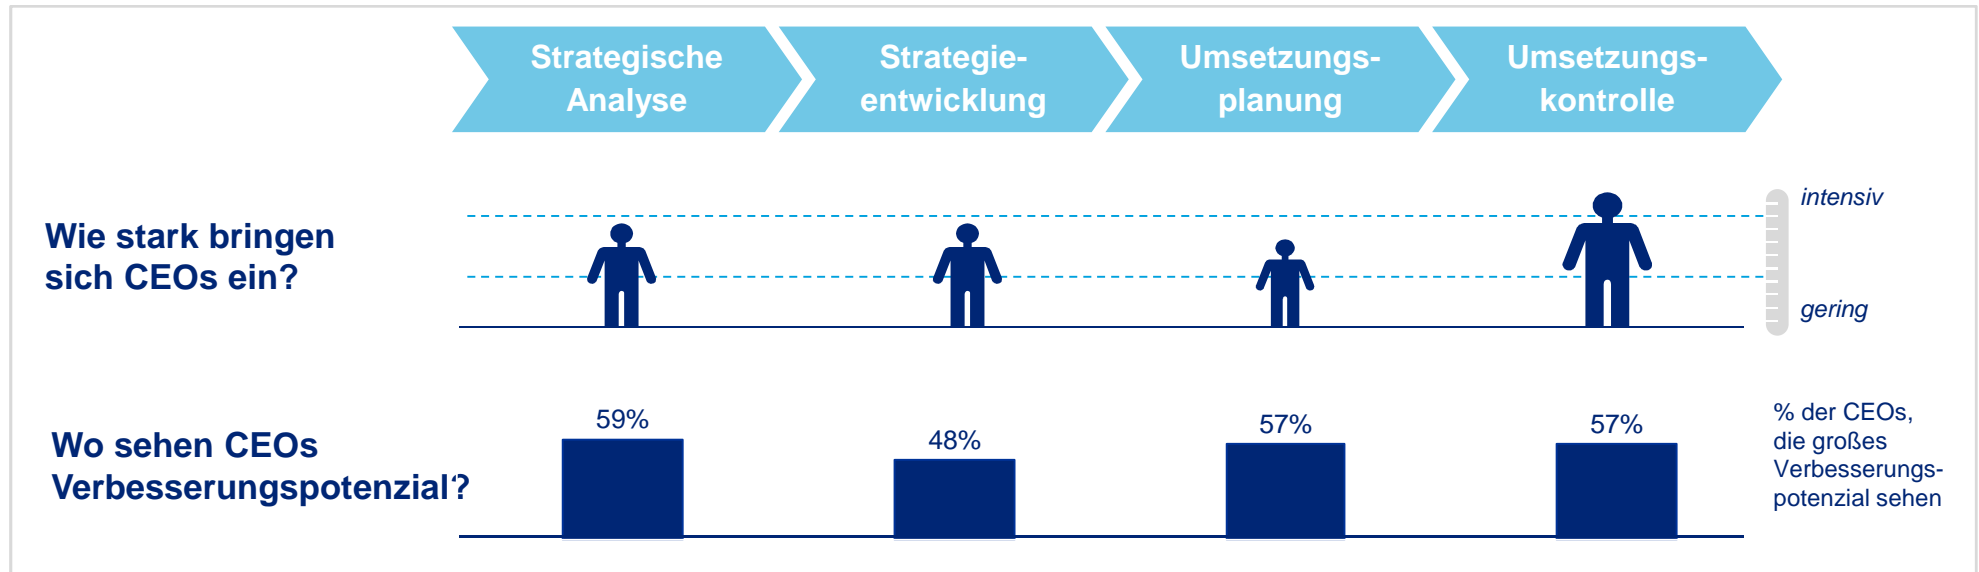 Strategische
Analyse
Strategie-
entwicklung
Umsetzungs-
planung
Umsetzungs-
kontrolle
Wie stark bringen
sich CEOs ein?
intensiv
gering
Wo sehen CEOs
Verbesserungspotenzial?
59%
48%
57%
57%
% der CEOs,
die großes
Verbesserungs-
potenzial sehen